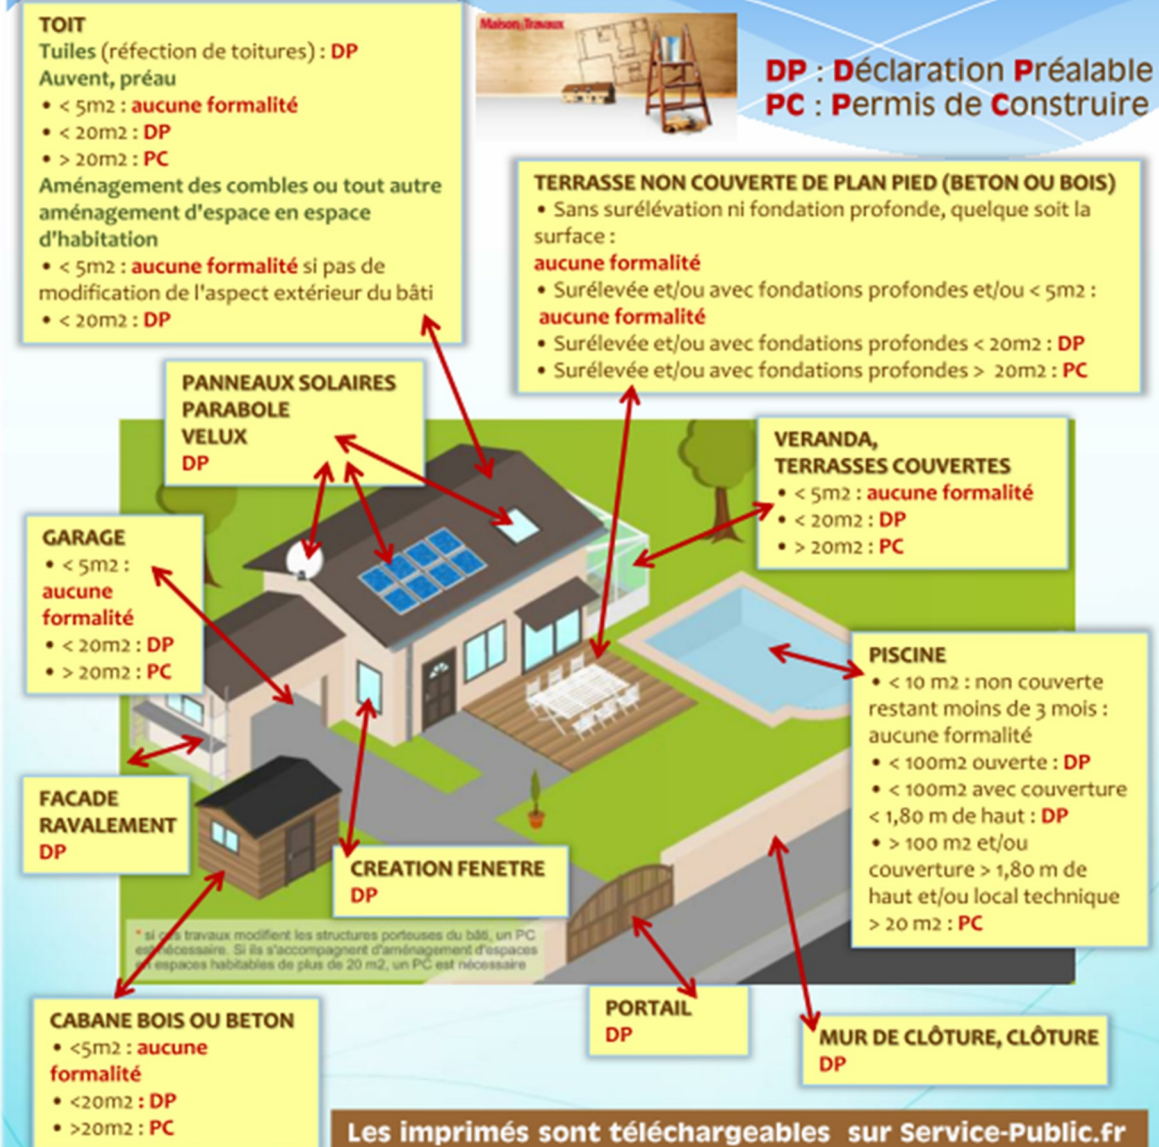 TOIT
Tuiles (réfection de toitures) : DP
Auvent, préau
• < 5m2 : aucune formalité
• < 20m2 : DP
• > 20m2 : PC
Aménagement des combles ou tout autre
aménagement d'espace en espace
d'habitation
• < 5m2 : aucune formalité si pas de
modification de l'aspect extérieur du bâti
• < 20m2 : DP
Maison&Travaux
DP : Déclaration Préalable
PC : Permis de Construire
TERRASSE NON COUVERTE DE PLAN PIED (BETON OU BOIS)
• Sans surélévation ni fondation profonde, quelque soit la
surface :
aucune formalité
• Surélevée et/ou avec fondations profondes et/ou < 5m2 :
aucune formalité
• Surélevée et/ou avec fondations profondes < 20m2 : DP
• Surélevée et/ou avec fondations profondes > 20m2 : PC
PANNEAUX SOLAIRES
PARABOLE
VELUX
DP
VERANDA,
TERRASSES COUVERTES
• < 5m2 : aucune formalité
• < 20m2 : DP
• > 20m2 : PC
GARAGE
• < 5m2 :
aucune
formalité
• < 20m2 : DP
• > 20m2 : PC
PISCINE
• < 10 m2 : non couverte
restant moins de 3 mois :
aucune formalité
• < 100m2 ouverte : DP
• < 100m2 avec couverture
< 1,80 m de haut : DP
• > 100 m2 et/ou
couverture > 1,80 m de
haut et/ou local technique
> 20 m2 : PC
FACADE
RAVALEMENT
DP
CREATION FENETRE
DP
* si ces travaux modifient les structures porteuses du bâti, un PC
est nécessaire. Si ils s'accompagnent d'aménagement d'espaces
en espaces habitables de plus de 20 m2, un PC est nécessaire
CABANE BOIS OU BETON
• <5m2 : aucune
formalité
• <20m2 : DP
• >20m2 : PC
PORTAIL
DP
MUR DE CLÔTURE, CLÔTURE
DP
Les imprimés sont téléchargeables sur Service-Public.fr